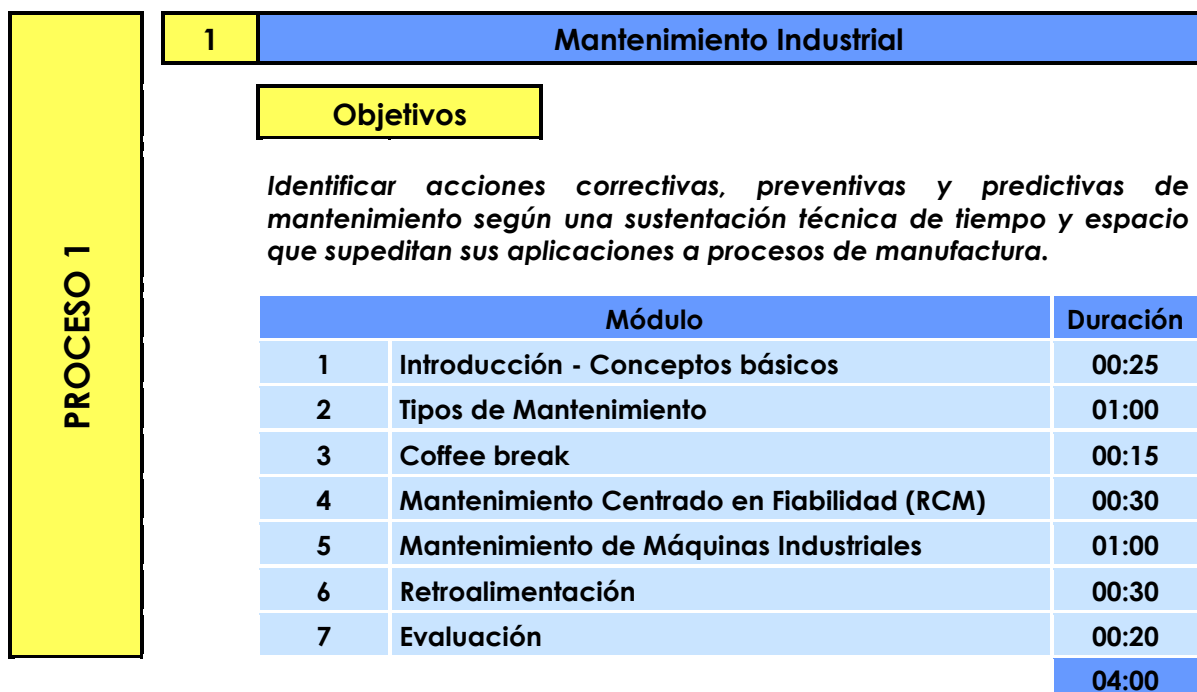 PROCESO 1
1 Mantenimiento Industrial
Objetivos
Identificar acciones correctivas, preventivas y predictivas de
mantenimiento según una sustentación técnica de tiempo y espacio
que supeditan sus aplicaciones a procesos de manufactura.
Módulo Duración
1 Introducción - Conceptos básicos 00:25
2 Tipos de Mantenimiento 01:00
3 Coffee break 00:15
4 Mantenimiento Centrado en Fiabilidad (RCM) 00:30
5 Mantenimiento de Máquinas Industriales 01:00
6 Retroalimentación 00:30
7 Evaluación 00:20
04:00